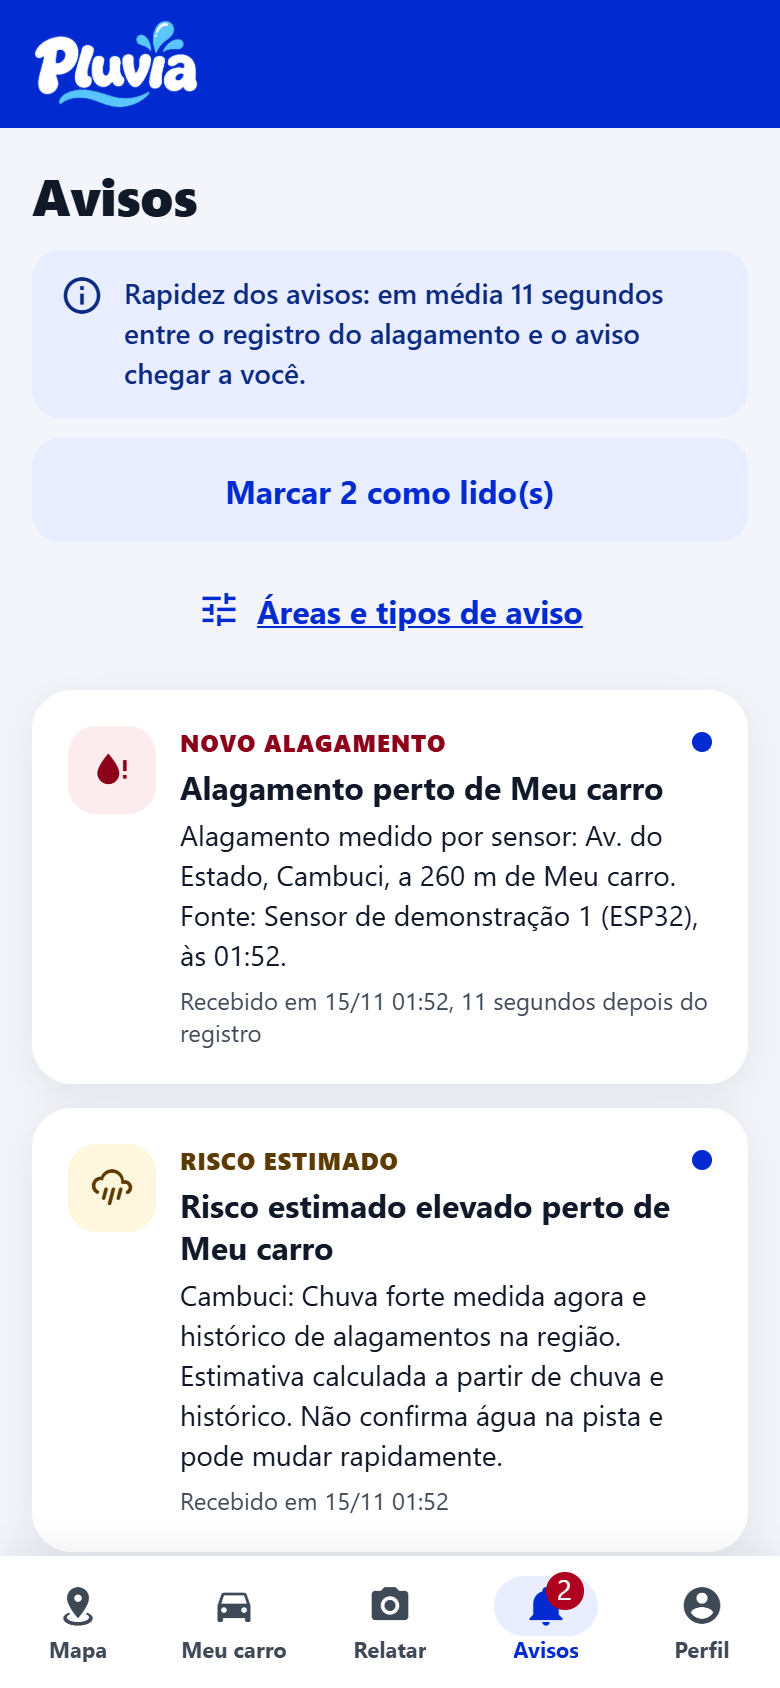 Pluvia
Avisos
Rapidez dos avisos: em média 11 segundos
entre o registro do alagamento e o aviso
chegar a você.
Marcar 2 como lido(s)
Áreas e tipos de aviso
NOVO ALAGAMENTO
Alagamento perto de Meu carro
Alagamento medido por sensor: Av. do
Estado, Cambuci, a 260 m de Meu carro.
Fonte: Sensor de demonstração 1 (ESP32),
às 01:52.
Recebido em 15/11 01:52, 11 segundos depois do
registro
RISCO ESTIMADO
Risco estimado elevado perto de
Meu carro
Cambuci: Chuva forte medida agora e
histórico de alagamentos na região.
Estimativa calculada a partir de chuva e
histórico. Não confirma água na pista e
pode mudar rapidamente.
Recebido em 15/11 01:52
2
Mapa
Meu carro
Relatar
Avisos
Perfil